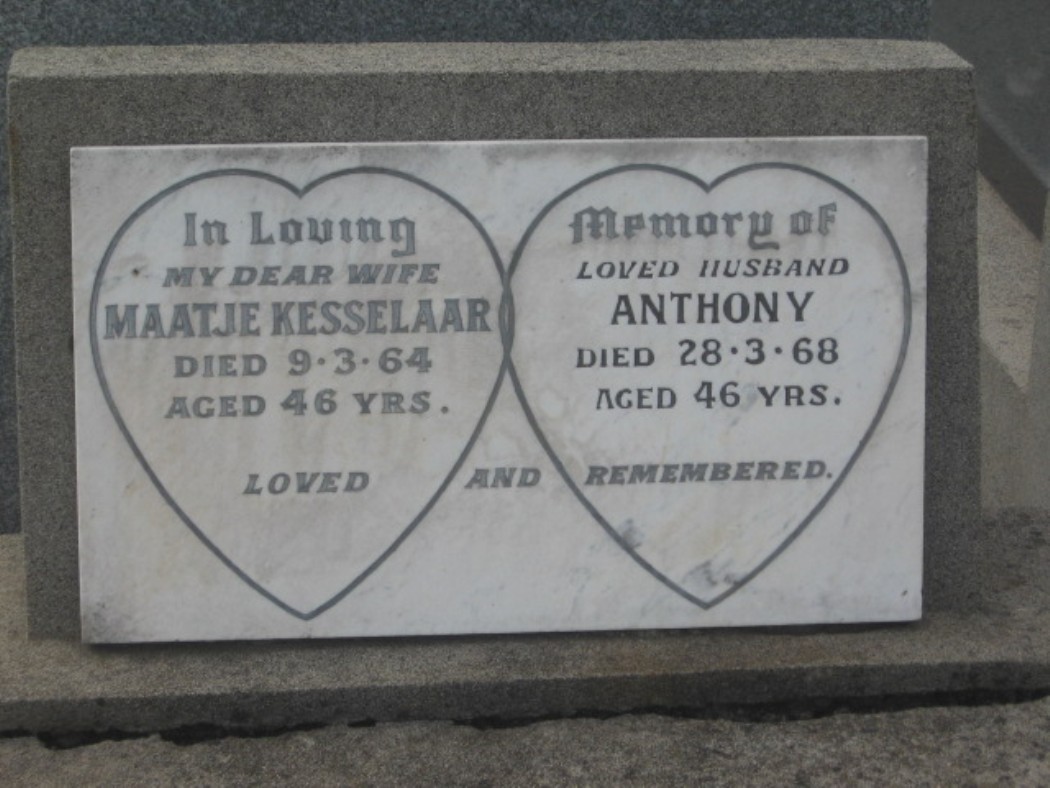 In Loving Memory of
MY DEAR WIFE
MAATJE KESSELAAR
DIED 9·3·64
AGED 46 YRS.
LOVED HUSBAND
ANTHONY
DIED 28·3·68
AGED 46 YRS.
LOVED AND REMEMBERED.